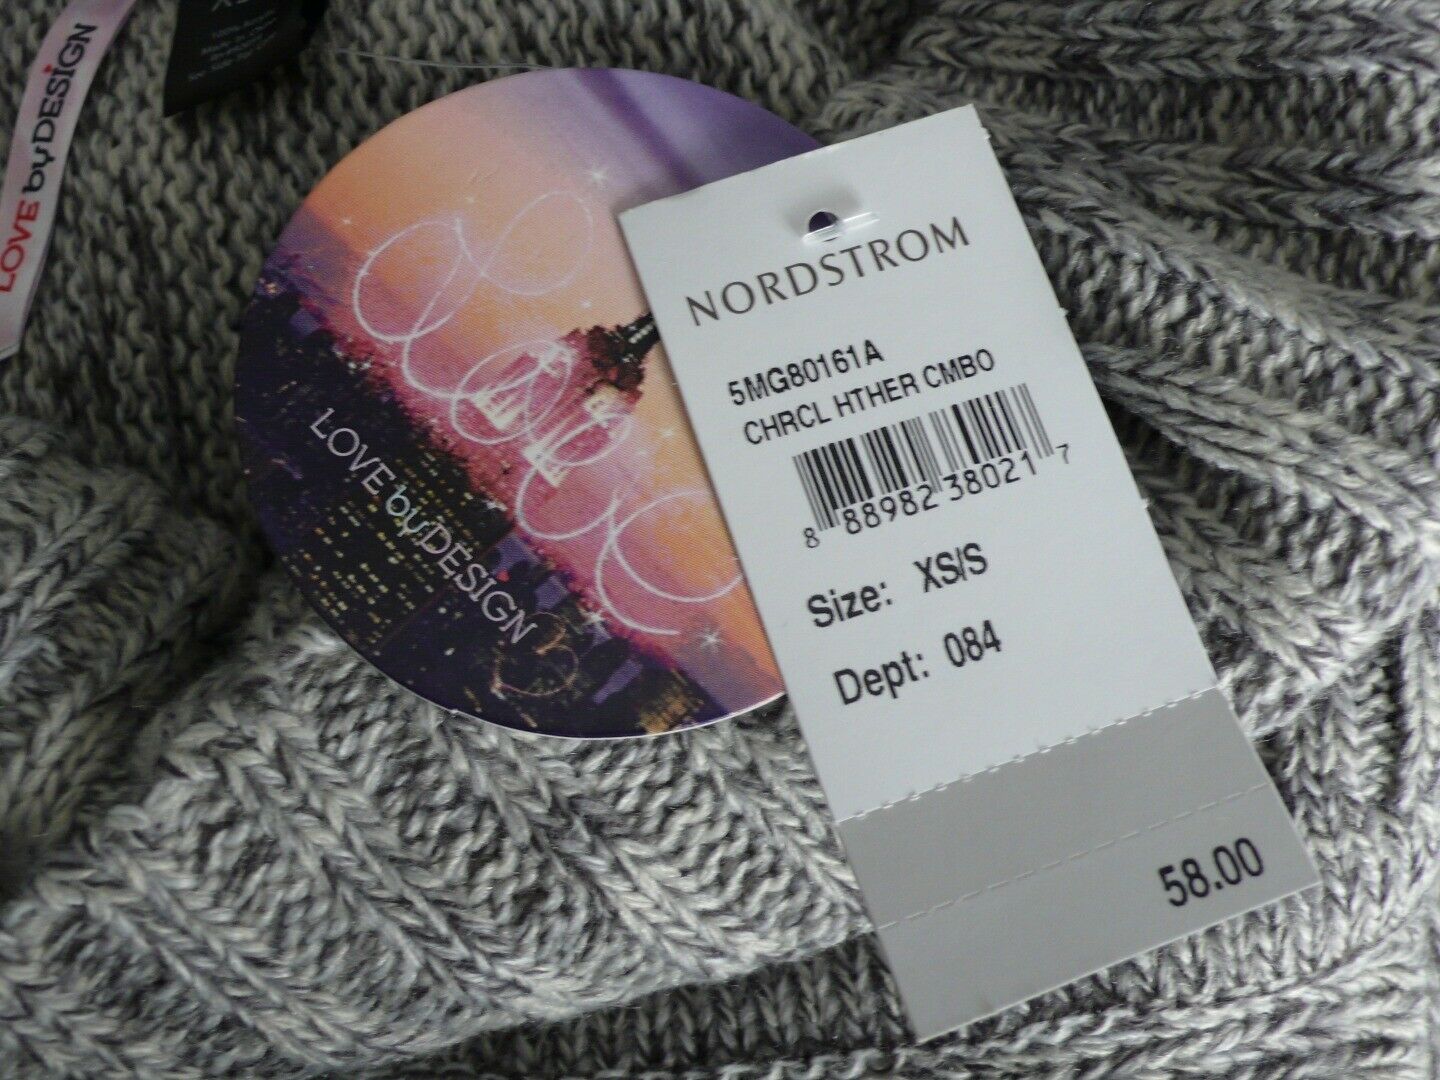 LOVE byDESIGN
LOVE byDESIGN
NORDSTROM
5MG80161A
CHRCL HTHER CMBO
8 88982 38021 7
Size: XS/S
Dept: 084
58.00